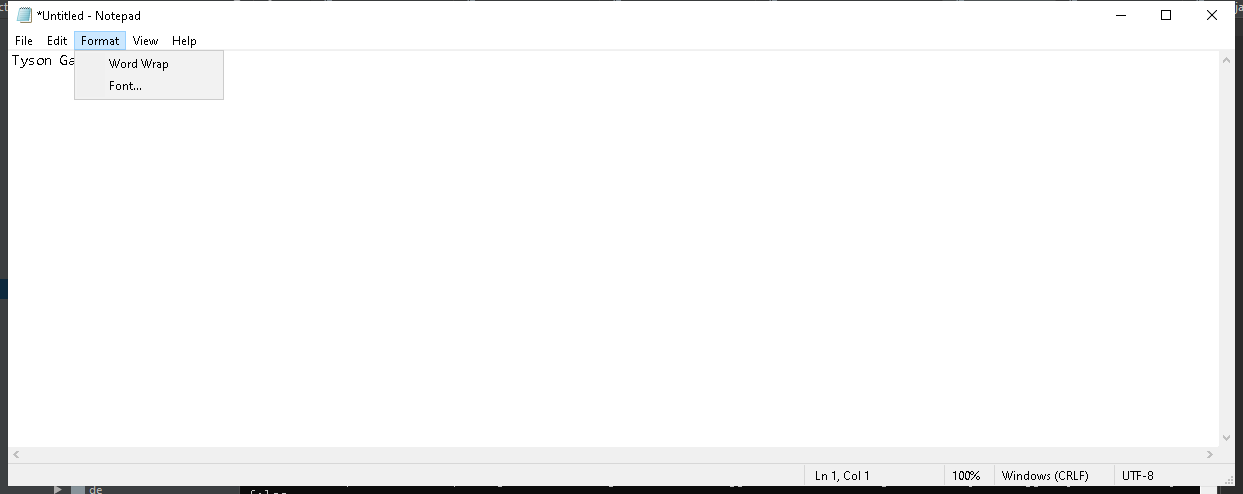 *Untitled - Notepad
File Edit Format View Help
Tyson Ga
Word Wrap
Font...
Ln 1, Col 1 100% Windows (CRLF) UTF-8
de